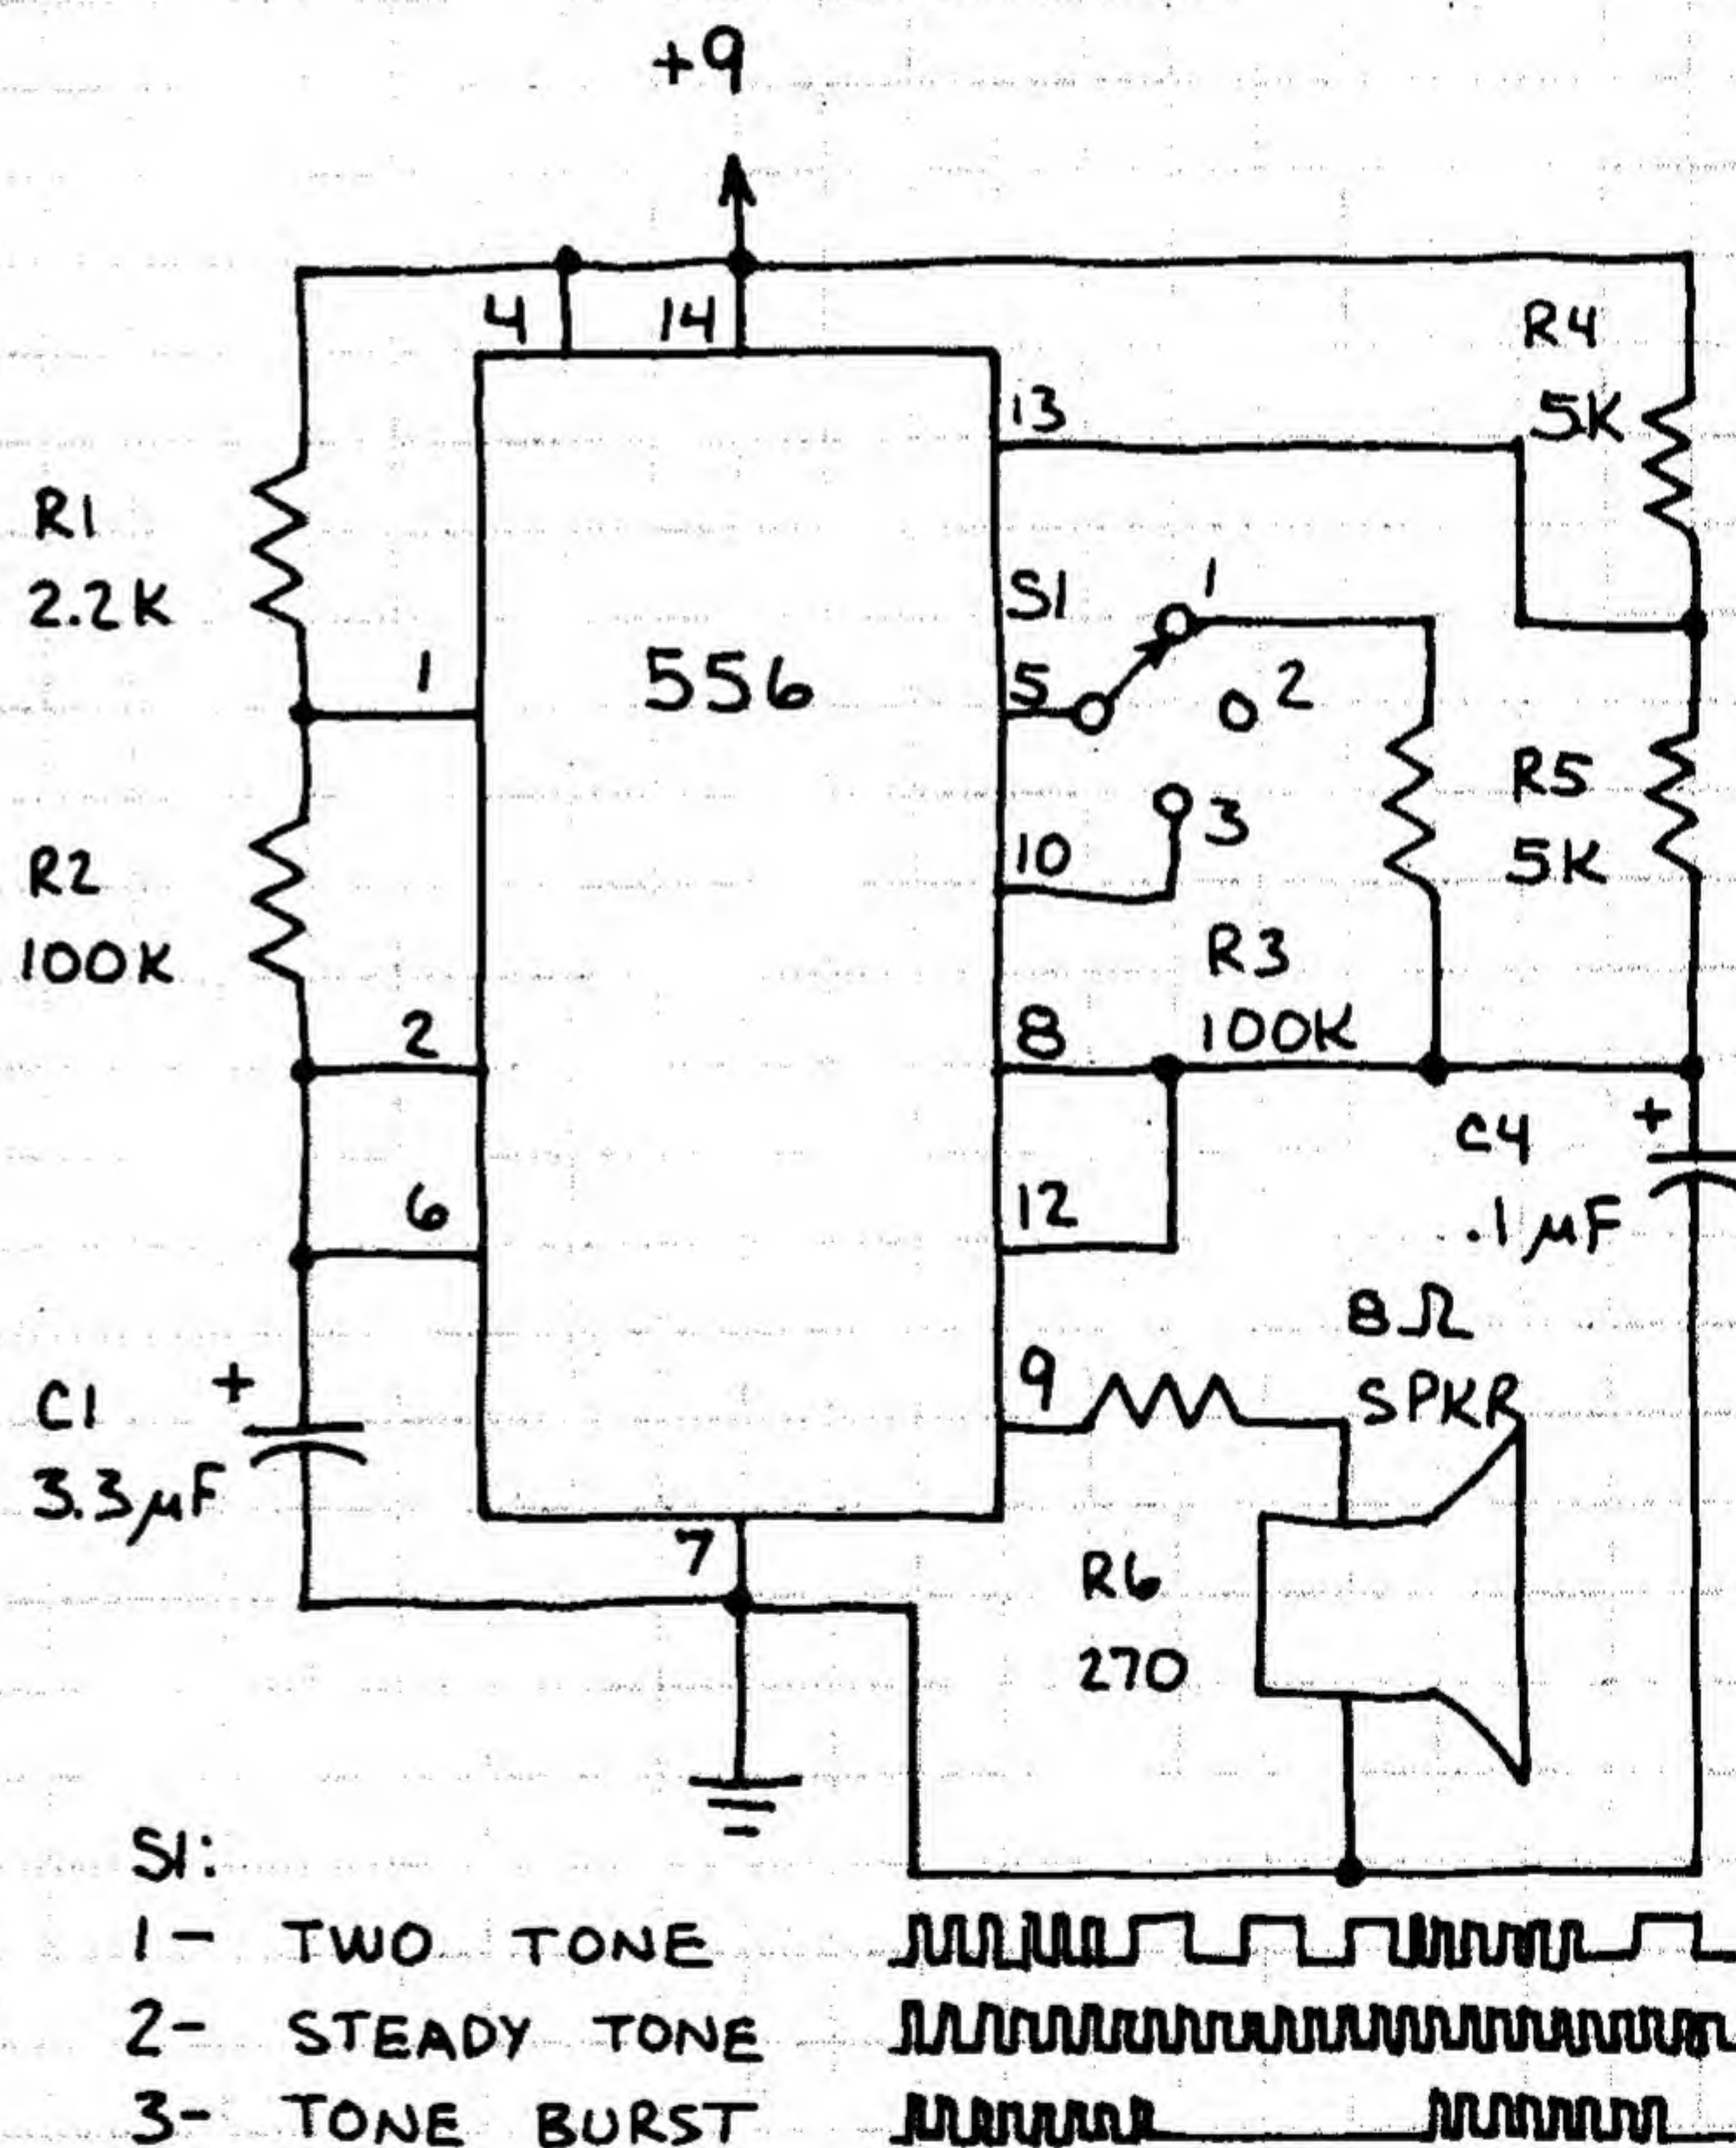 +9
4 14
R4
5K
13
R1
2.2K
S1
1
1
556
5
2
R5
5K
3
10
R2
100K
R3
100K
2
8
C4
+
.1µF
6
12
8Ω
SPKR
9
C1
+
3.3µF
7
R6
270
S1:
1- TWO TONE
2- STEADY TONE
3- TONE BURST